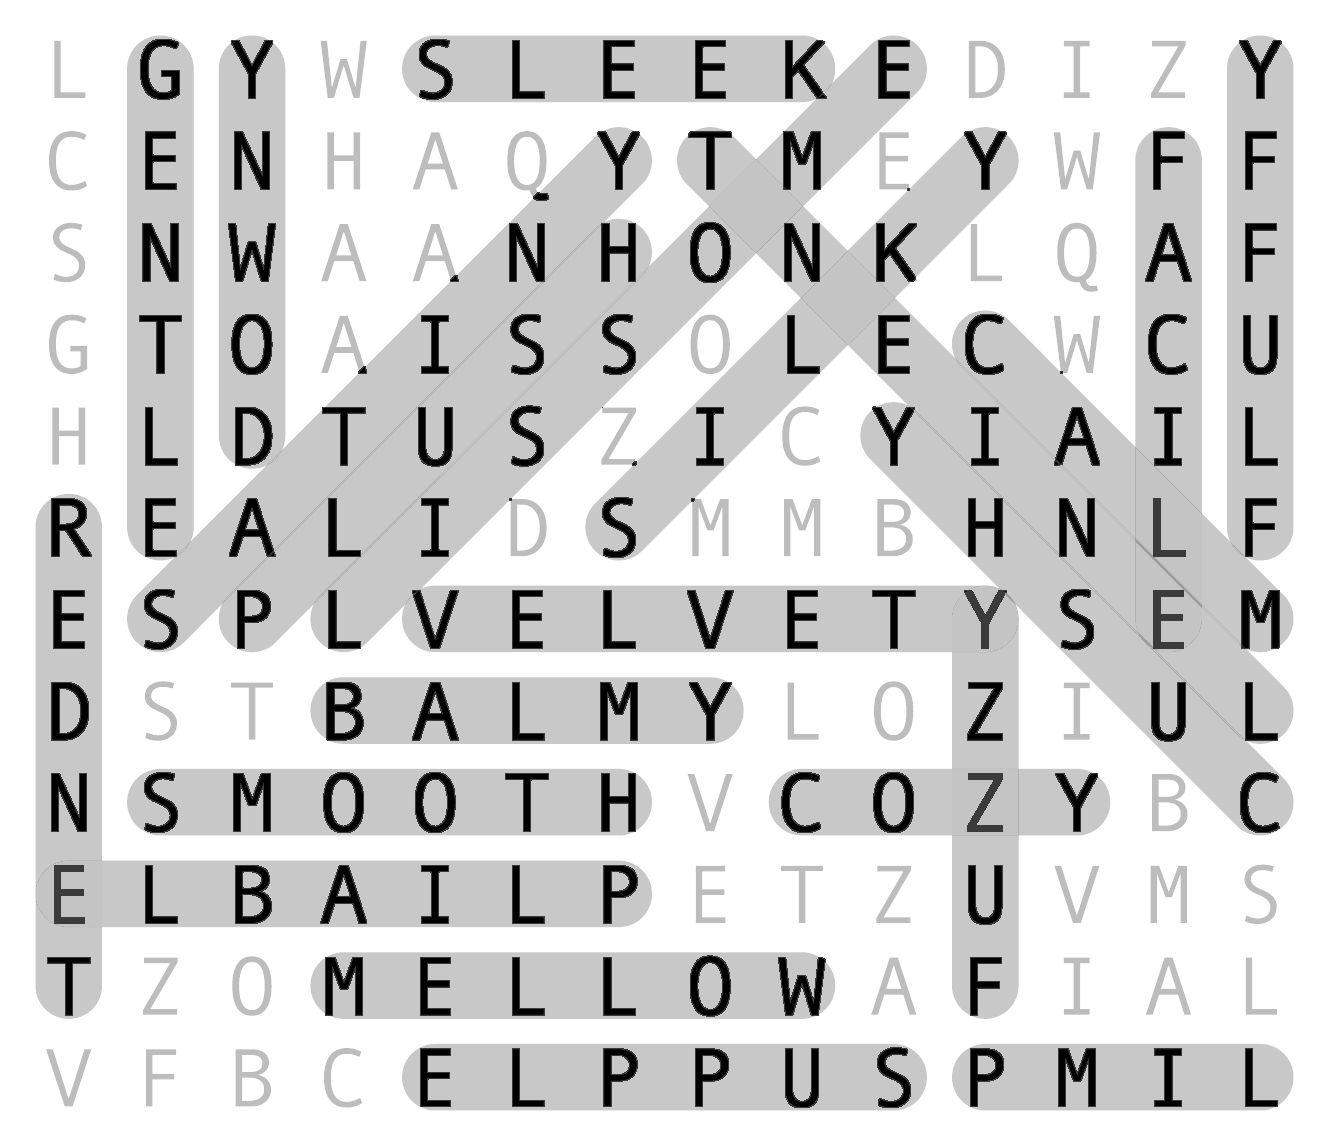 L G Y W S L E E K E D I Z Y
C E N H A Q Y T M E Y W F F
S N W A A N H O N K L Q A F
G T O A I S S O L E C W C U
H L D T U S Z I C Y I A I L
R E A L I D S M M B H N L F
E S P L V E L V E T Y S E M
D S T B A L M Y L O Z I U L
N S M O O T H V C O Z Y B C
E L B A I L P E T Z U V M S
T Z O M E L L O W A F I A L
V F B C E L P P U S P M I L